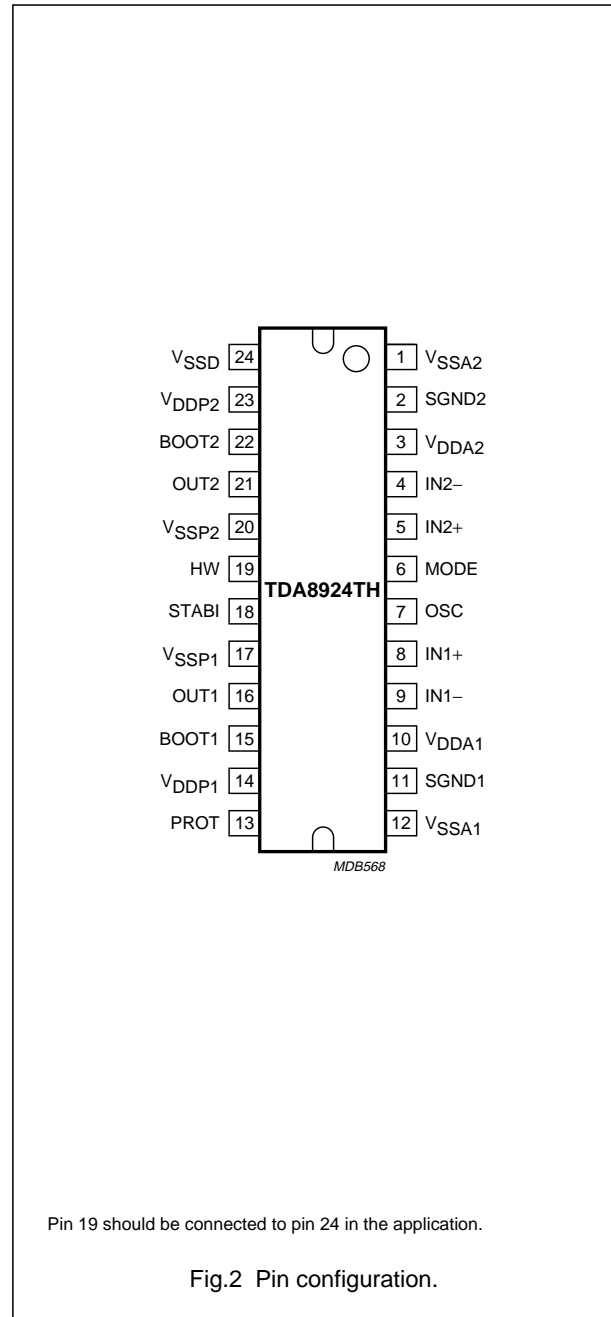 VSSD 24 1 VSSA2
VDDP2 23 2 SGND2
BOOT2 22 3 VDDA2
OUT2 21 4 IN2−
VSSP2 20 5 IN2+
HW 19 6 MODE
TDA8924TH
STABI 18 7 OSC
VSSP1 17 8 IN1+
OUT1 16 9 IN1−
BOOT1 15 10 VDDA1
VDDP1 14 11 SGND1
PROT 13 12 VSSA1
MDB568
Pin 19 should be connected to pin 24 in the application.
Fig.2 Pin configuration.